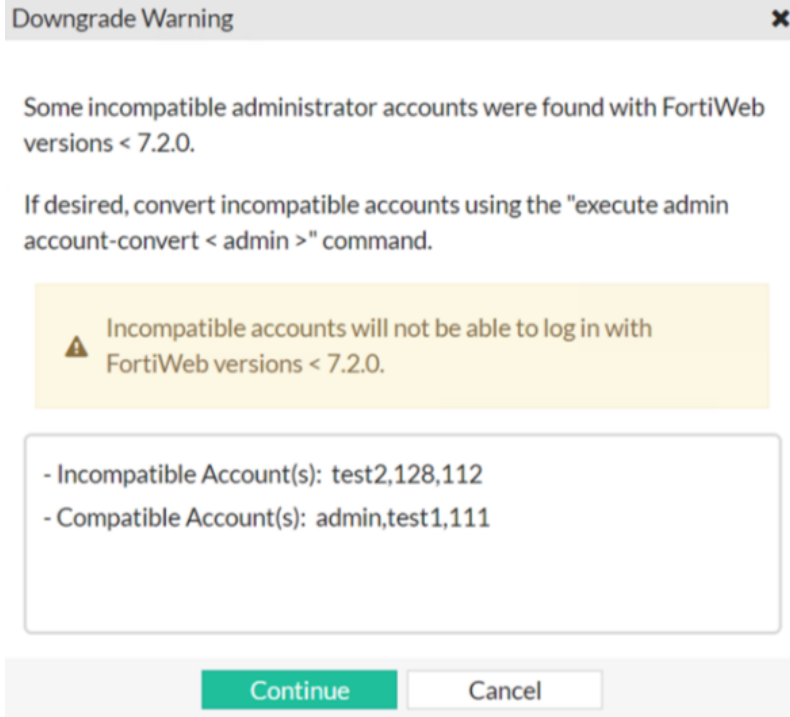 Downgrade Warning
Some incompatible administrator accounts were found with FortiWeb
versions < 7.2.0.
If desired, convert incompatible accounts using the "execute admin
account-convert < admin >" command.
Incompatible accounts will not be able to log in with
FortiWeb versions < 7.2.0.
- Incompatible Account(s): test2,128,112
- Compatible Account(s): admin,test1,111
Continue Cancel